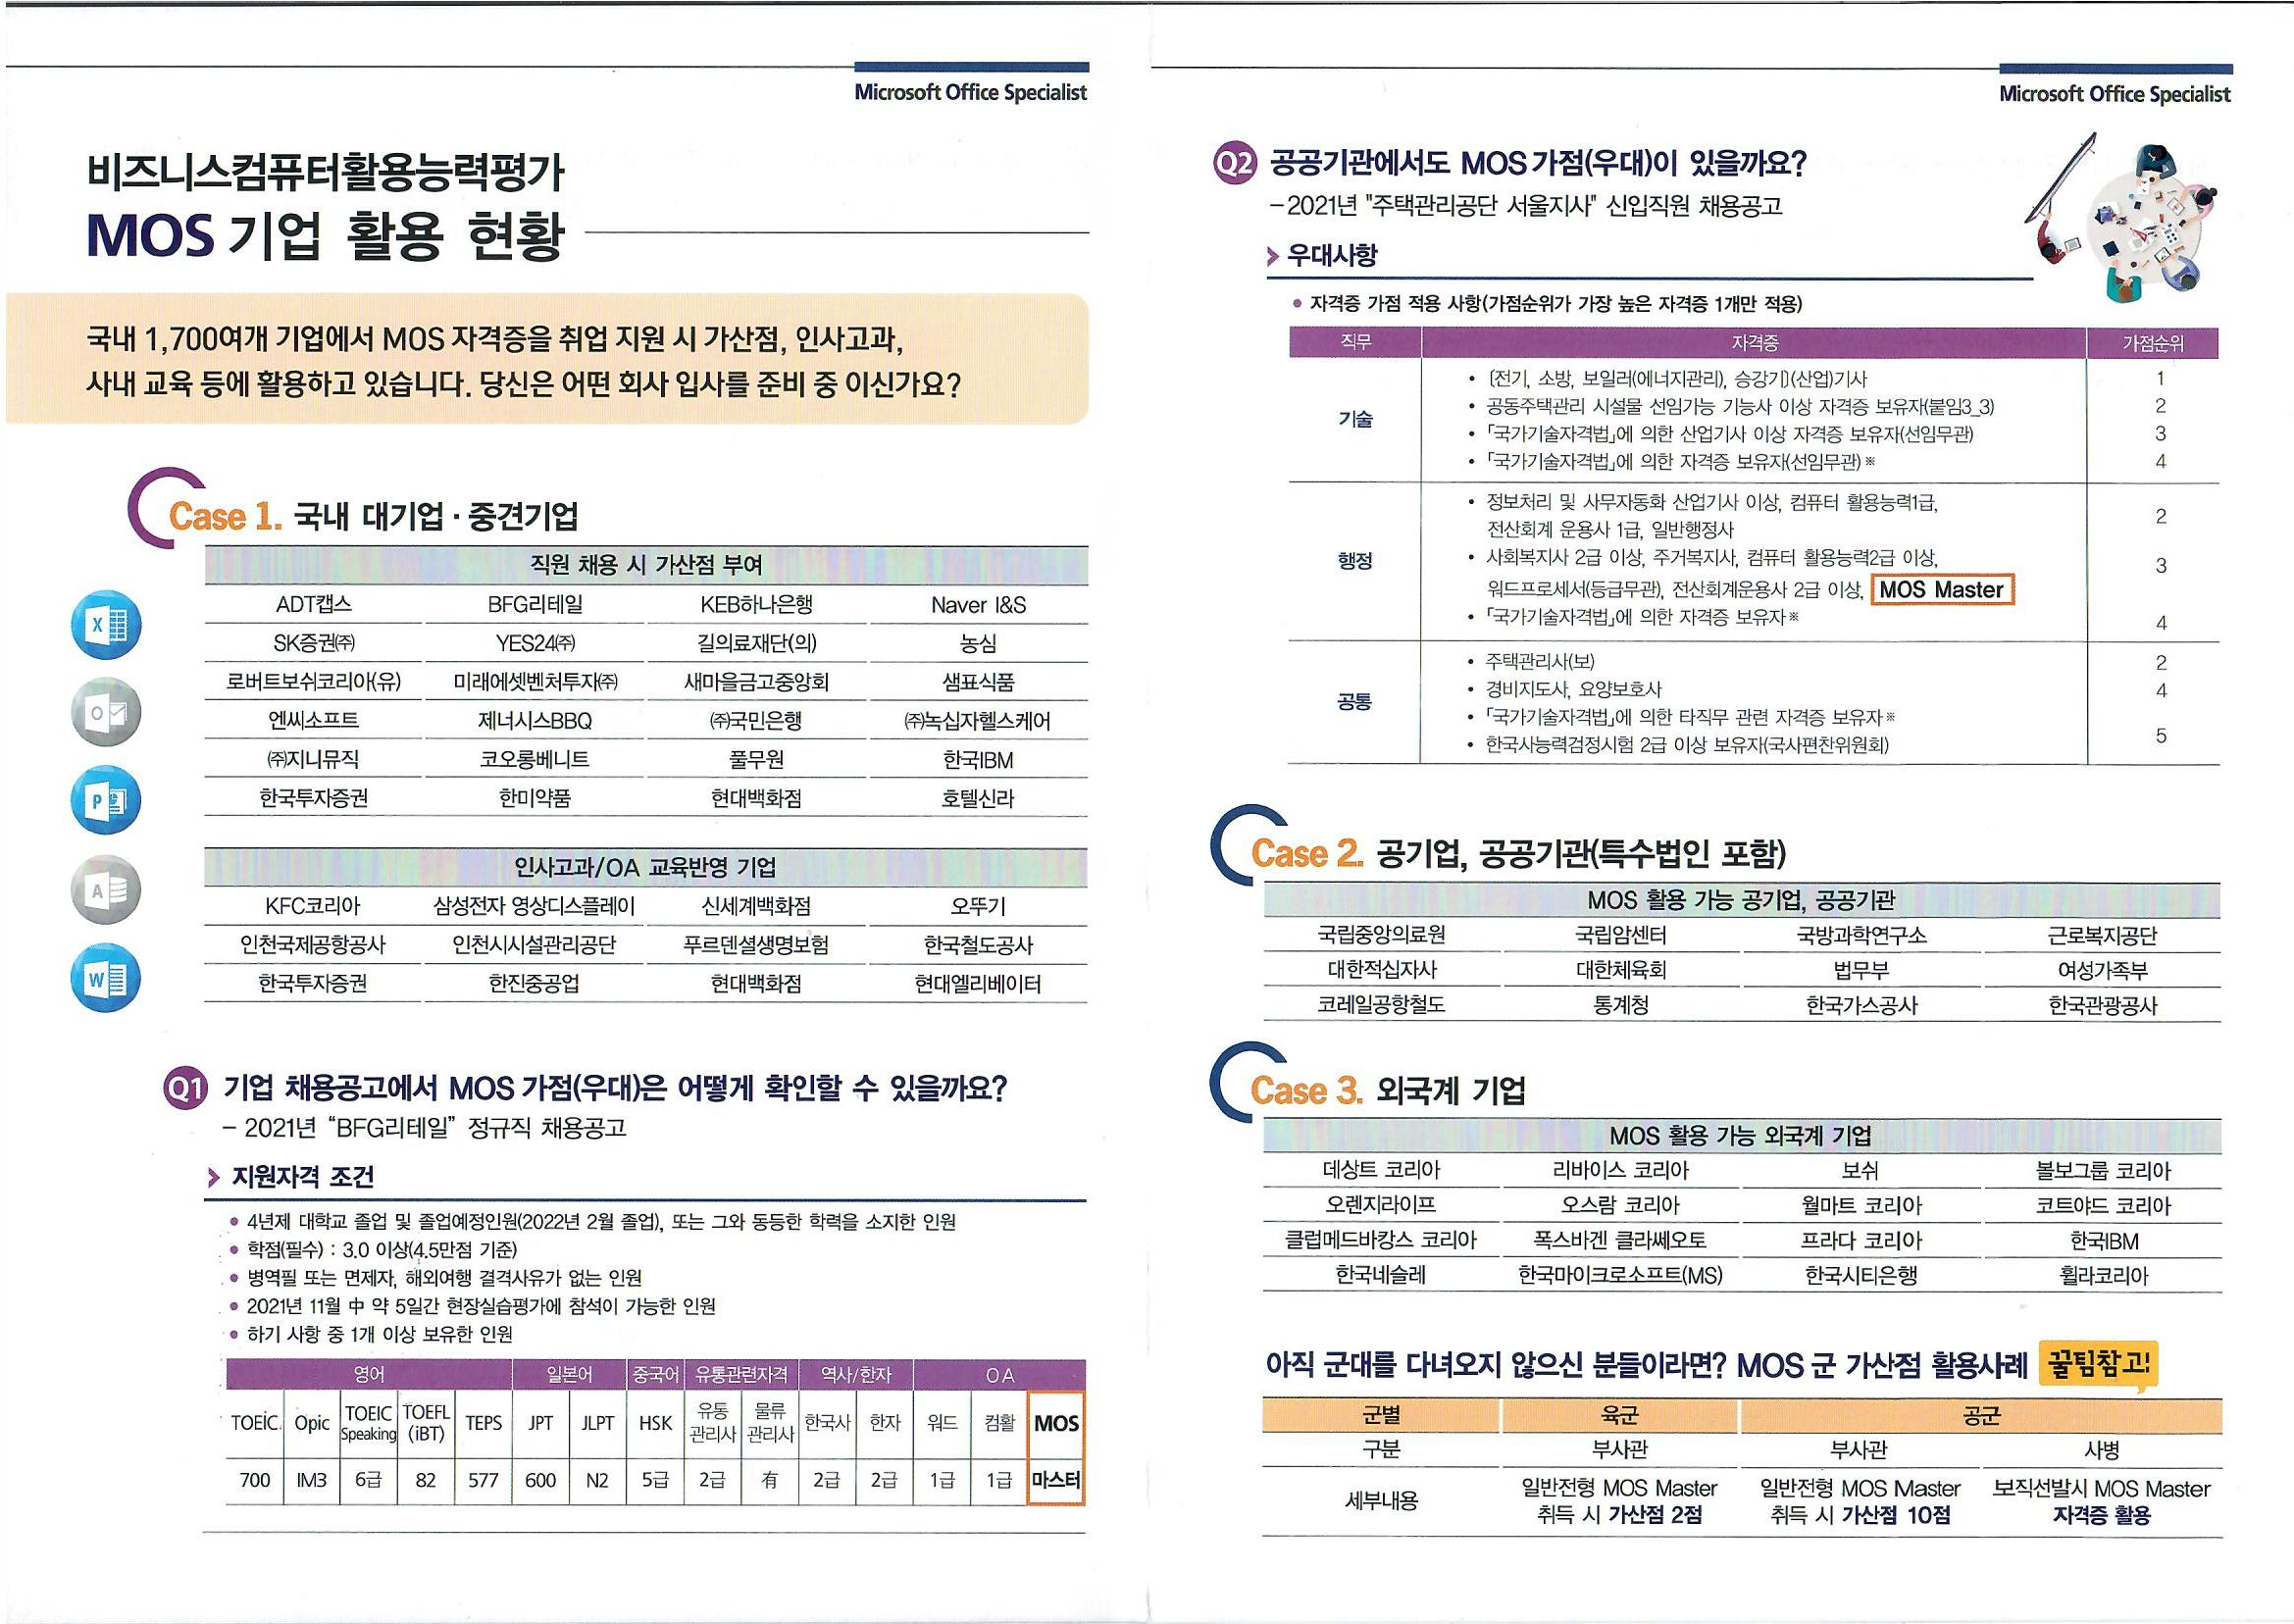 Microsoft Office Specialist
비즈니스컴퓨터활용능력평가
MOS 기업 활용 현황
국내 1,700여개 기업에서 MOS 자격증을 취업 지원 시 가산점, 인사고과,
사내 교육 등에 활용하고 있습니다. 당신은 어떤 회사 입사를 준비 중 이신가요?
Case 1. 국내 대기업 · 중견기업
직원 채용 시 가산점 부여
ADT캡스 BFG리테일 KEB하나은행 Naver I&S
SK증권㈜ YES24㈜ 길의료재단(의) 농심
로버트보쉬코리아(유) 미래에셋벤처투자㈜ 새마을금고중앙회 샘표식품
엔씨소프트 제너시스BBQ ㈜국민은행 ㈜녹십자헬스케어
㈜지니뮤직 코오롱베니트 풀무원 한국IBM
한국투자증권 한미약품 현대백화점 호텔신라
인사고과/OA 교육반영 기업
KFC코리아 삼성전자 영상디스플레이 신세계백화점 오뚜기
인천국제공항공사 인천시시설관리공단 푸르덴셜생명보험 한국철도공사
한국투자증권 한진중공업 현대백화점 현대엘리베이터
X
O
P
A
W
Q1 기업 채용공고에서 MOS 가점(우대)은 어떻게 확인할 수 있을까요?
– 2021년 “BFG리테일” 정규직 채용공고
지원자격 조건
• 4년제 대학교 졸업 및 졸업예정인원(2022년 2월 졸업), 또는 그와 동등한 학력을 소지한 인원
• 학점(필수) : 3.0 이상(4.5만점 기준)
• 병역필 또는 면제자, 해외여행 결격사유가 없는 인원
• 2021년 11월 中 약 5일간 현장실습평가에 참석이 가능한 인원
• 하기 사항 중 1개 이상 보유한 인원
영어 일본어 중국어 유통관련자격 역사/한자 OA
TOEIC Opic TOEIC Speaking TOEFL (iBT) TEPS JPT JLPT HSK 유통관리사 물류관리사 한국사 한자 워드 컴활 MOS
700 IM3 6급 82 577 600 N2 5급 2급 有 2급 2급 1급 1급 마스터
Microsoft Office Specialist
Q2 공공기관에서도 MOS 가점(우대)이 있을까요?
– 2021년 "주택관리공단 서울지사" 신입직원 채용공고
우대사항
• 자격증 가점 적용 사항(가점순위가 가장 높은 자격증 1개만 적용)
직무 자격증 가점순위
기술
• 〔전기, 소방, 보일러(에너지관리), 승강기〕(산업)기사 1
• 공동주택관리 시설물 선임가능 기능사 이상 자격증 보유자(붙임3_3) 2
• 「국가기술자격법」에 의한 산업기사 이상 자격증 보유자(선임무관) 3
• 「국가기술자격법」에 의한 자격증 보유자(선임무관)※ 4
행정
• 정보처리 및 사무자동화 산업기사 이상, 컴퓨터 활용능력1급,
전산회계 운용사 1급, 일반행정사 2
• 사회복지사 2급 이상, 주거복지사, 컴퓨터 활용능력2급 이상,
워드프로세서(등급무관), 전산회계운용사 2급 이상, MOS Master 3
• 「국가기술자격법」에 의한 자격증 보유자※ 4
공통
• 주택관리사(보) 2
• 경비지도사, 요양보호사 4
• 「국가기술자격법」에 의한 타직무 관련 자격증 보유자※
• 한국사능력검정시험 2급 이상 보유자(국사편찬위원회) 5
Case 2. 공기업, 공공기관(특수법인 포함)
MOS 활용 가능 공기업, 공공기관
국립중앙의료원 국립암센터 국방과학연구소 근로복지공단
대한적십자사 대한체육회 법무부 여성가족부
코레일공항철도 통계청 한국가스공사 한국관광공사
Case 3. 외국계 기업
MOS 활용 가능 외국계 기업
데상트 코리아 리바이스 코리아 보쉬 볼보그룹 코리아
오렌지라이프 오스람 코리아 월마트 코리아 코트야드 코리아
클럽메드바캉스 코리아 폭스바겐 클라쎄오토 프라다 코리아 한국IBM
한국네슬레 한국마이크로소프트(MS) 한국시티은행 휠라코리아
아직 군대를 다녀오지 않으신 분들이라면? MOS 군 가산점 활용사례 꿀팁참고!
군별 육군 공군
구분 부사관 부사관 사병
세부내용
일반전형 MOS Master 일반전형 MOS Master 보직선발시 MOS Master
취득 시 가산점 2점 취득 시 가산점 10점 자격증 활용